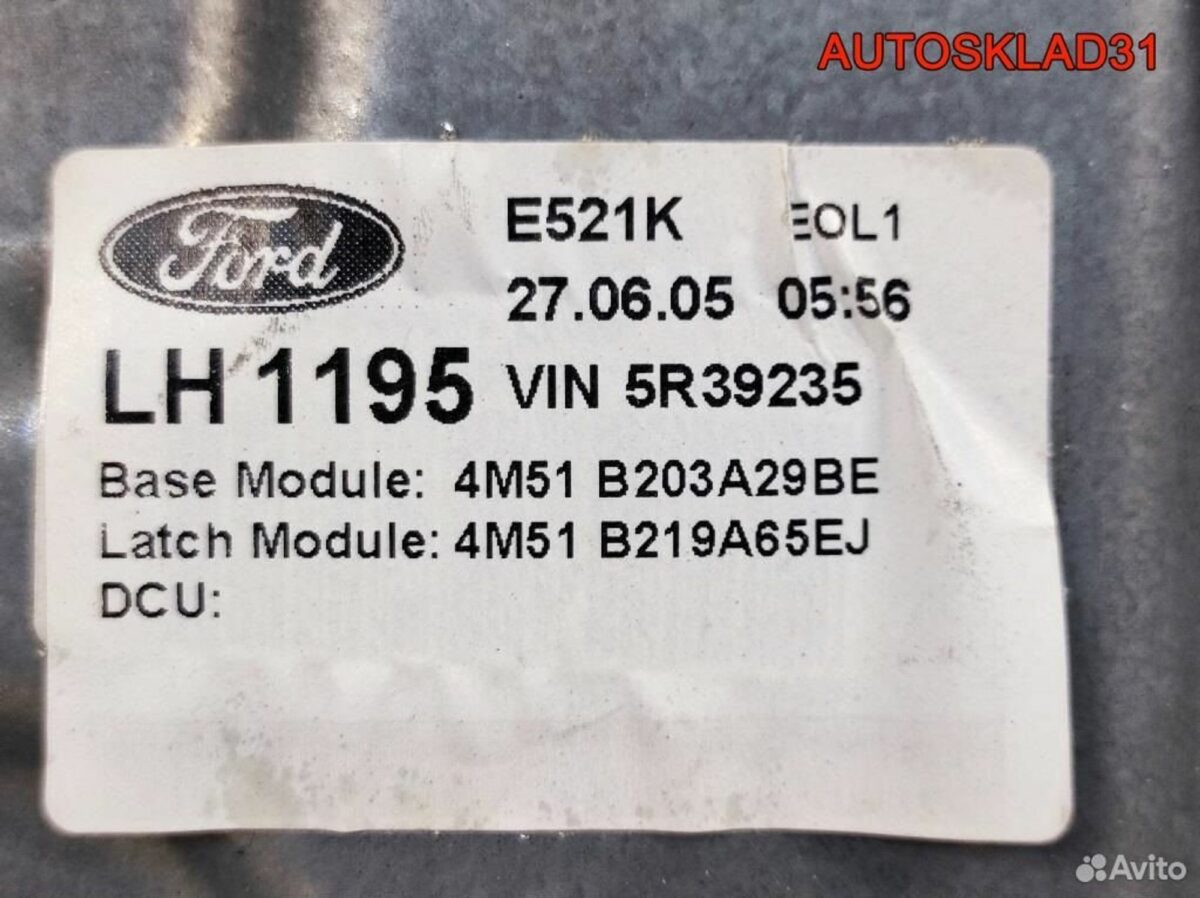 AUTOSKLAD31
Ford
E521K EOL1
27.06.05 05:56
LH 1195 VIN 5R39235
Base Module: 4M51 B203A29BE
Latch Module: 4M51 B219A65EJ
DCU:
Avito